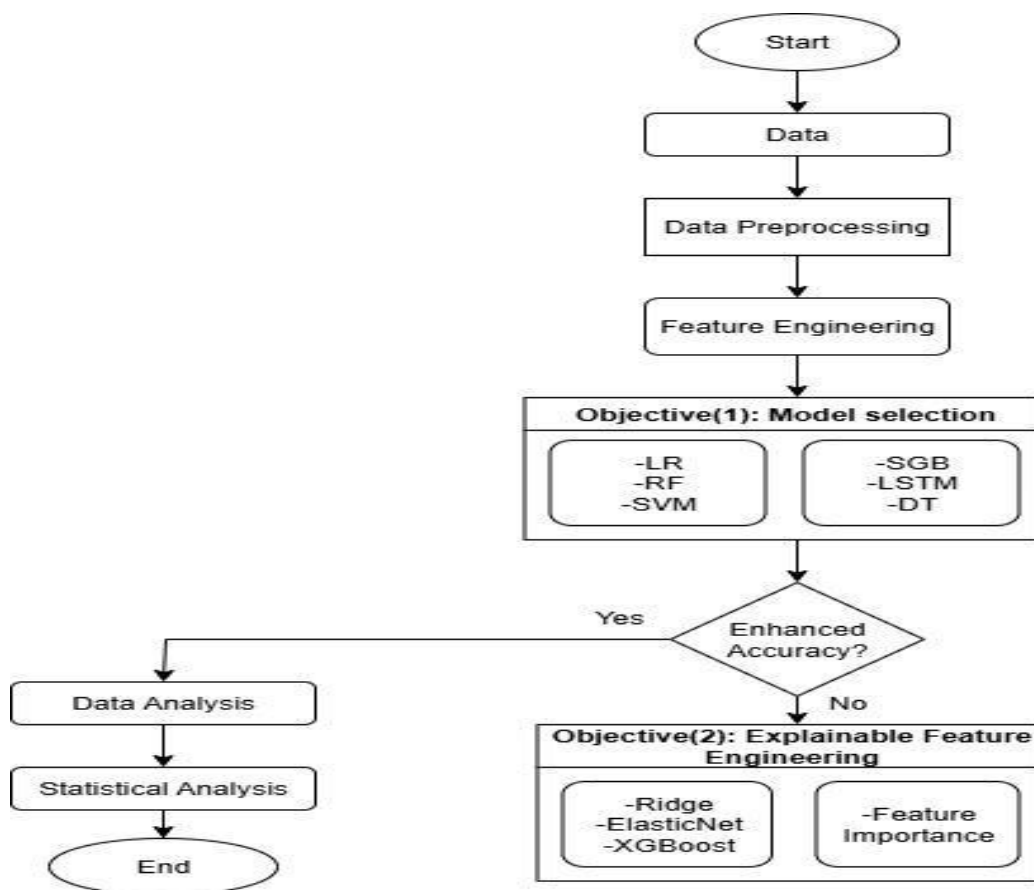 Start
Data
Data Preprocessing
Feature Engineering
Objective(1): Model selection
-LR
-RF
-SVM
-SGB
-LSTM
-DT
Enhanced
Accuracy?
Yes
No
Data Analysis
Statistical Analysis
End
Objective(2): Explainable Feature
Engineering
-Ridge
-ElasticNet
-XGBoost
-Feature
Importance